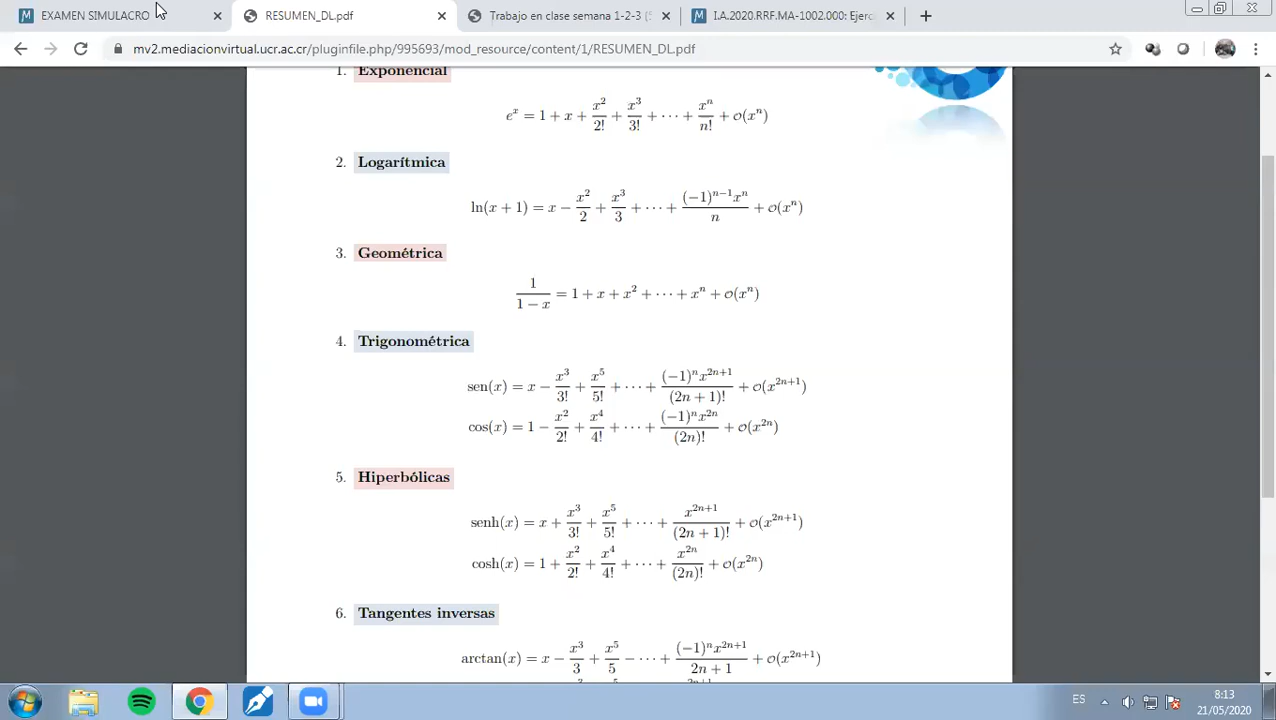 EXAMEN SIMULACRO
RESUMEN_DL.pdf
Trabajo en clase semana 1-2-3 (S
I.A.2020.RRF.MA-1002.000: Ejerc
mv2.mediacionvirtual.ucr.ac.cr/pluginfile.php/995693/mod_resource/content/1/RESUMEN_DL.pdf
1. Exponencial
e^x = 1 + x + x^2/2! + x^3/3! + ··· + x^n/n! + o(x^n)
2. Logarítmica
ln(x + 1) = x − x^2/2 + x^3/3 + ··· + (−1)^{n−1}x^n/n + o(x^n)
3. Geométrica
1/(1 − x) = 1 + x + x^2 + ··· + x^n + o(x^n)
4. Trigonométrica
sen(x) = x − x^3/3! + x^5/5! + ··· + (−1)^n x^{2n+1}/(2n + 1)! + o(x^{2n+1})
cos(x) = 1 − x^2/2! + x^4/4! + ··· + (−1)^n x^{2n}/(2n)! + o(x^{2n})
5. Hiperbólicas
senh(x) = x + x^3/3! + x^5/5! + ··· + x^{2n+1}/(2n + 1)! + o(x^{2n+1})
cosh(x) = 1 + x^2/2! + x^4/4! + ··· + x^{2n}/(2n)! + o(x^{2n})
6. Tangentes inversas
arctan(x) = x − x^3/3 + x^5/5 − ··· + (−1)^n x^{2n+1}/2n + 1 + o(x^{2n+1})
ES
8:13
21/05/2020